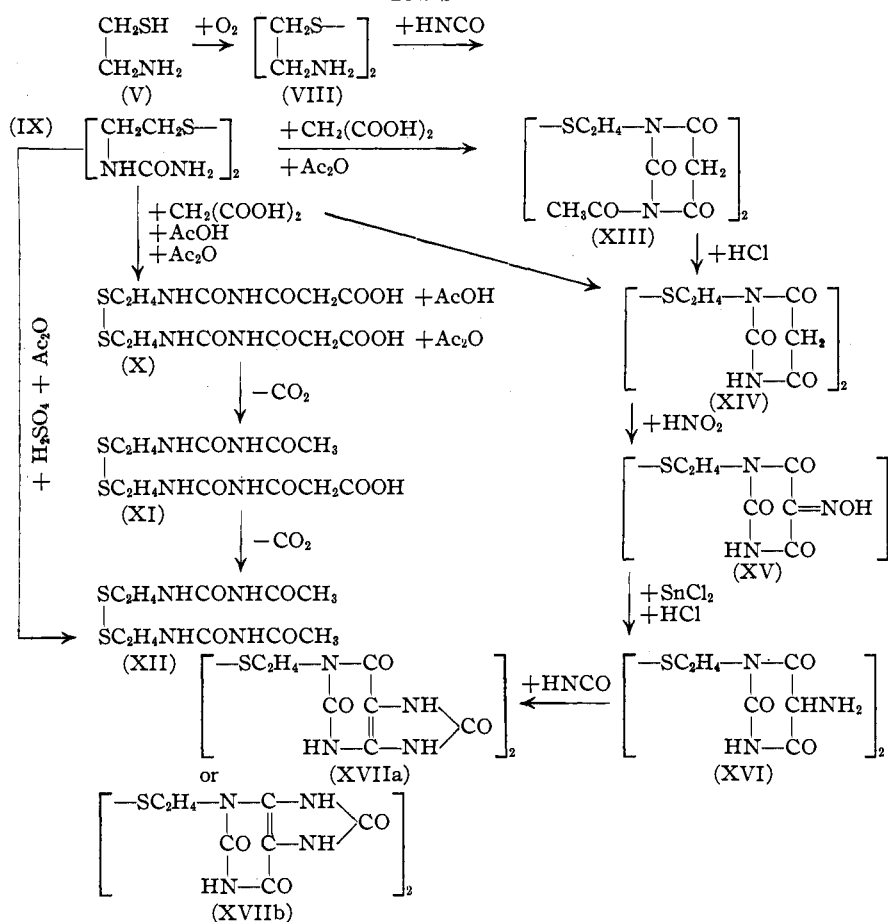 CH₂SH +O₂ [CH₂S— +HNCO
CH₂NH₂ CH₂NH₂]₂
(V) (VIII)
(IX) [CH₂CH₂S— +CH₂(COOH)₂ [—SC₂H₄—N—CO
NHCONH₂]₂ +Ac₂O CO CH₂
+CH₂(COOH)₂ CH₃CO—N—CO]₂
+AcOH (XIII)
+Ac₂O +HCl
SC₂H₄NHCONHCOCH₂COOH +AcOH [—SC₂H₄—N—CO
SC₂H₄NHCONHCOCH₂COOH +Ac₂O CO CH₂
(X) HN—CO]₂
+ H₂SO₄ + Ac₂O
−CO₂ (XIV)
+HNO₂
SC₂H₄NHCONHCOCH₃ [—SC₂H₄—N—CO
SC₂H₄NHCONHCOCH₂COOH CO C=NOH
(XI) HN—CO]
−CO₂ (XV)
+SnCl₂
+HCl
SC₂H₄NHCONHCOCH₃
SC₂H₄NHCONHCOCH₃
(XII)
[—SC₂H₄—N—CO +HNCO [—SC₂H₄—N—CO
CO C—NH CO CHNH₂
CO
HN—C—NH]₂ HN—CO]₂
or (XVIIa) (XVI)
[—SC₂H₄—N—C—NH
CO
CO C—NH
HN—CO]₂
(XVIIb)